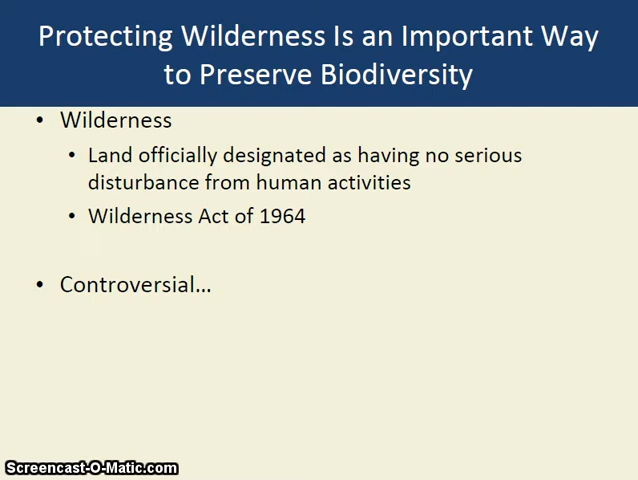 Protecting Wilderness Is an Important Way
to Preserve Biodiversity
• Wilderness
• Land officially designated as having no serious
disturbance from human activities
• Wilderness Act of 1964
• Controversial…
Screencast-O-Matic.com